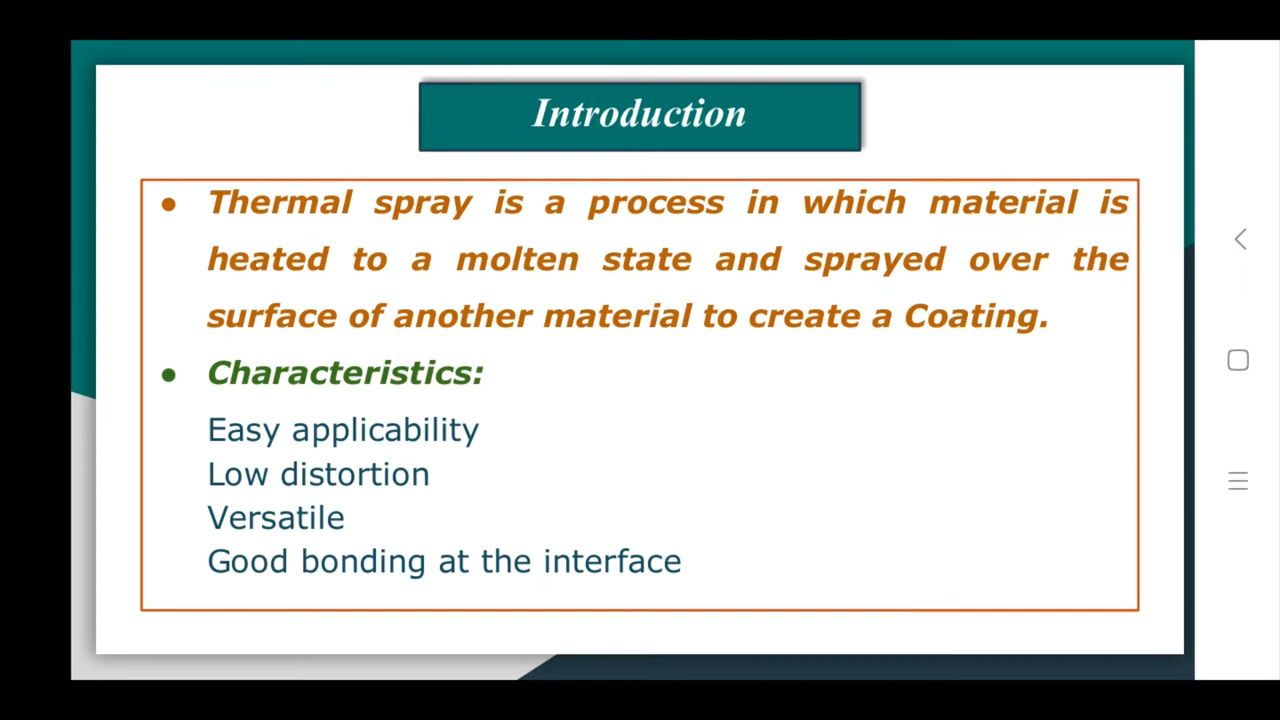 Introduction
● Thermal spray is a process in which material is
heated to a molten state and sprayed over the
surface of another material to create a Coating.
● Characteristics:
Easy applicability
Low distortion
Versatile
Good bonding at the interface